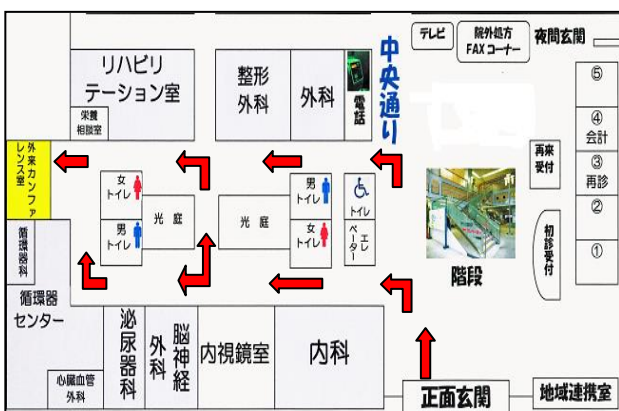 テレビ
院外処方
FAX コーナー
夜間玄関
中央通り
リハビリ
テーション室
栄養
相談室
整形
外科
外科
電話
⑤
④
会計
③
再診
②
①
再来
受付
初診受付
外来カンファ
レンス室
女
トイレ
男
トイレ
光 庭
光 庭
男
トイレ
女
トイレ
トイレ
エレ
ベーター
階段
循環器科
循環器
センター
心臓血管
外科
泌尿器科
脳神経
外科
内視鏡室
内科
正面玄関
地域連携室